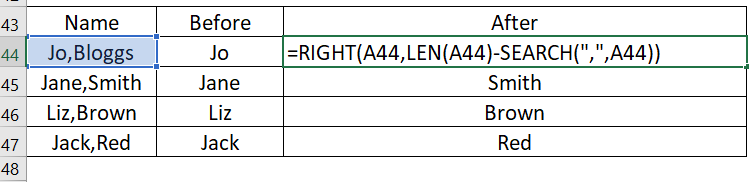 43 Name Before After
44 Jo,Bloggs Jo =RIGHT(A44,LEN(A44)-SEARCH(",",A44))
45 Jane,Smith Jane Smith
46 Liz,Brown Liz Brown
47 Jack,Red Jack Red
48